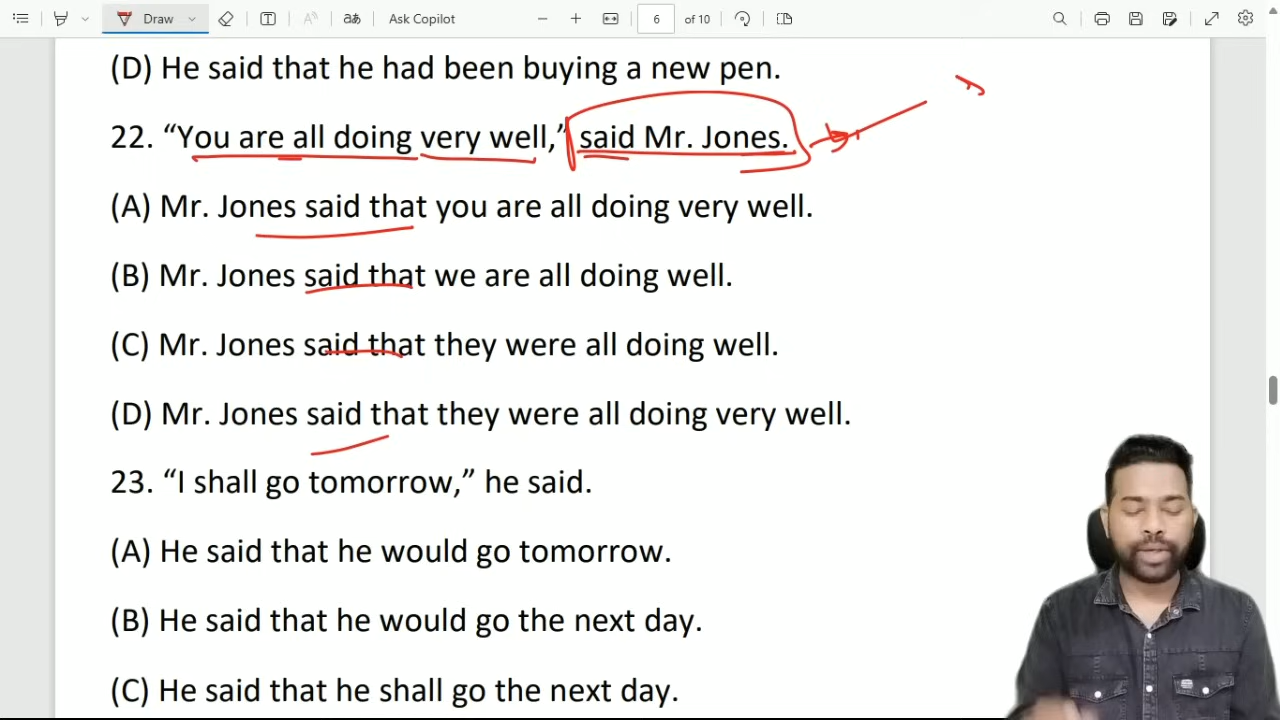 Draw
Ask Copilot
6 of 10
(D) He said that he had been buying a new pen.
22. “You are all doing very well,” said Mr. Jones.
(A) Mr. Jones said that you are all doing very well.
(B) Mr. Jones said that we are all doing well.
(C) Mr. Jones said that they were all doing well.
(D) Mr. Jones said that they were all doing very well.
23. “I shall go tomorrow,” he said.
(A) He said that he would go tomorrow.
(B) He said that he would go the next day.
(C) He said that he shall go the next day.